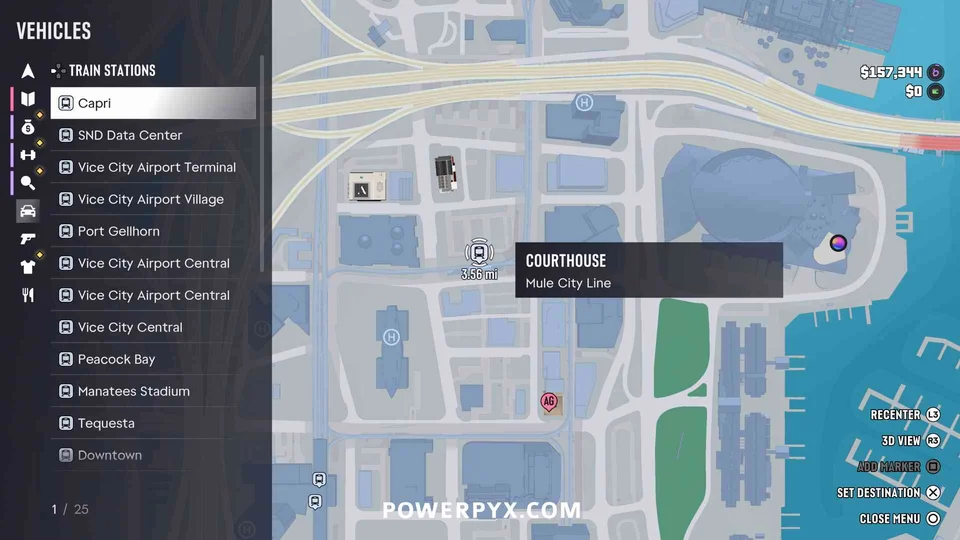 VEHICLES
TRAIN STATIONS
Capri
SND Data Center
Vice City Airport Terminal
Vice City Airport Village
Port Gellhorn
Vice City Airport Central
Vice City Airport Central
Vice City Central
Peacock Bay
Manatees Stadium
Tequesta
Downtown
1 / 25
$157,344
$0
H
3.56 mi
COURTHOUSE
Mule City Line
H
AG
H
H
RECENTER L3
3D VIEW R3
ADD MARKER
SET DESTINATION
CLOSE MENU
POWERPYX.COM